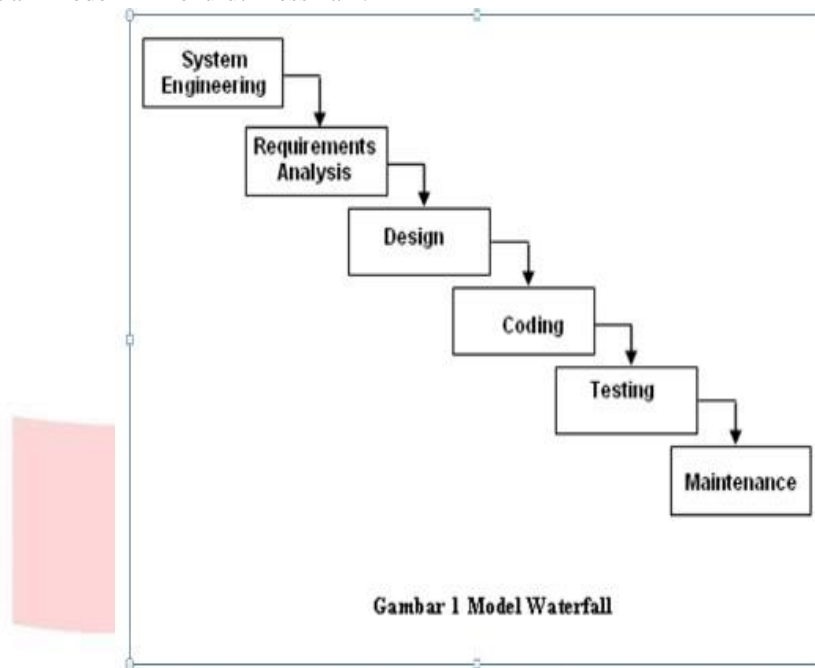 System
Engineering
Requirements
Analysis
Design
Coding
Testing
Maintenance
Gambar 1 Model Waterfall